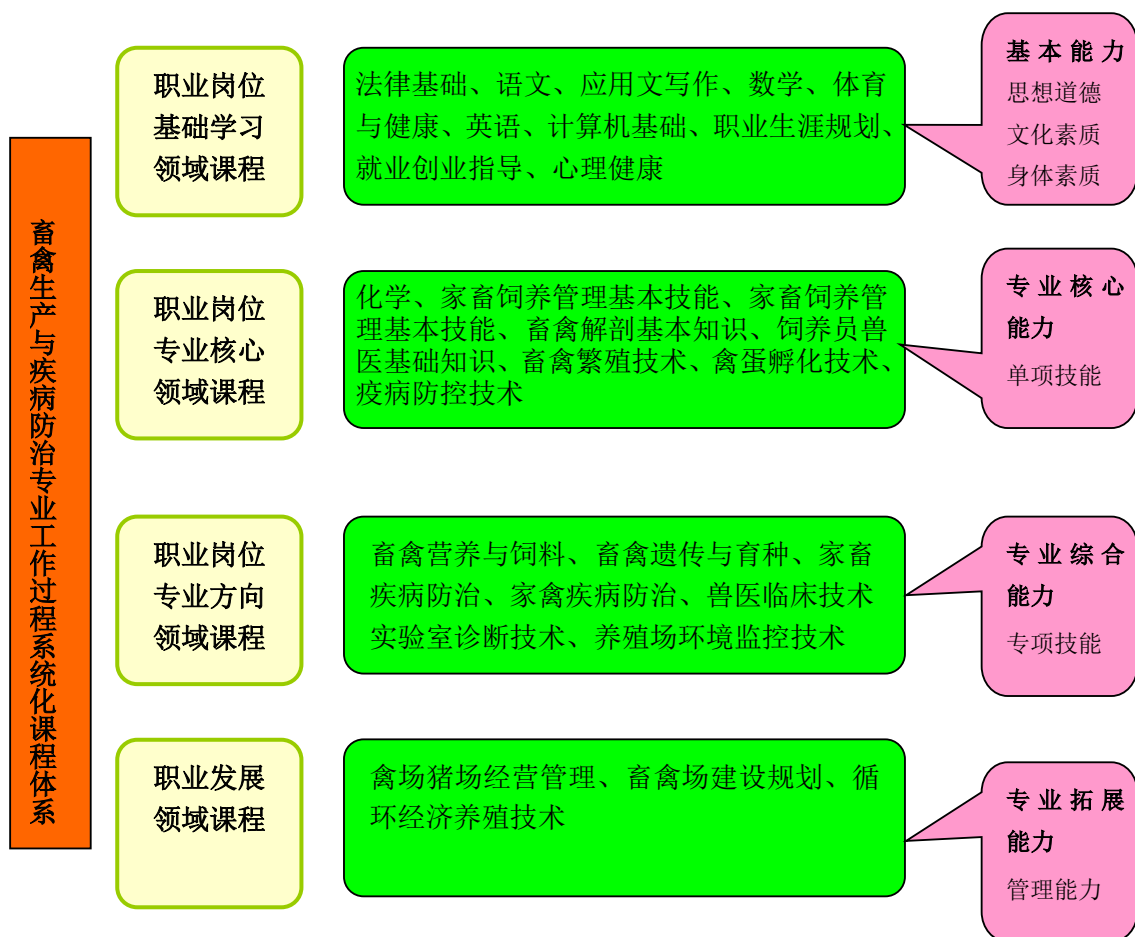 畜禽生产与疾病防治专业工作过程系统化课程体系
职业岗位
基础学习
领域课程
法律基础、语文、应用文写作、数学、体育
与健康、英语、计算机基础、职业生涯规划、
就业创业指导、心理健康
基本能力
思想道德
文化素质
身体素质
职业岗位
专业核心
领域课程
化学、家畜饲养管理基本技能、家畜饲养管
理基本技能、畜禽解剖基本知识、饲养员兽
医基础知识、畜禽繁殖技术、禽蛋孵化技术、
疫病防控技术
专业核心
能力
单项技能
职业岗位
专业方向
领域课程
畜禽营养与饲料、畜禽遗传与育种、家畜
疾病防治、家禽疾病防治、兽医临床技术
实验室诊断技术、养殖场环境监控技术
专业综合
能力
专项技能
职业发展
领域课程
禽场猪场经营管理、畜禽场建设规划、循
环经济养殖技术
专业拓展
能力
管理能力